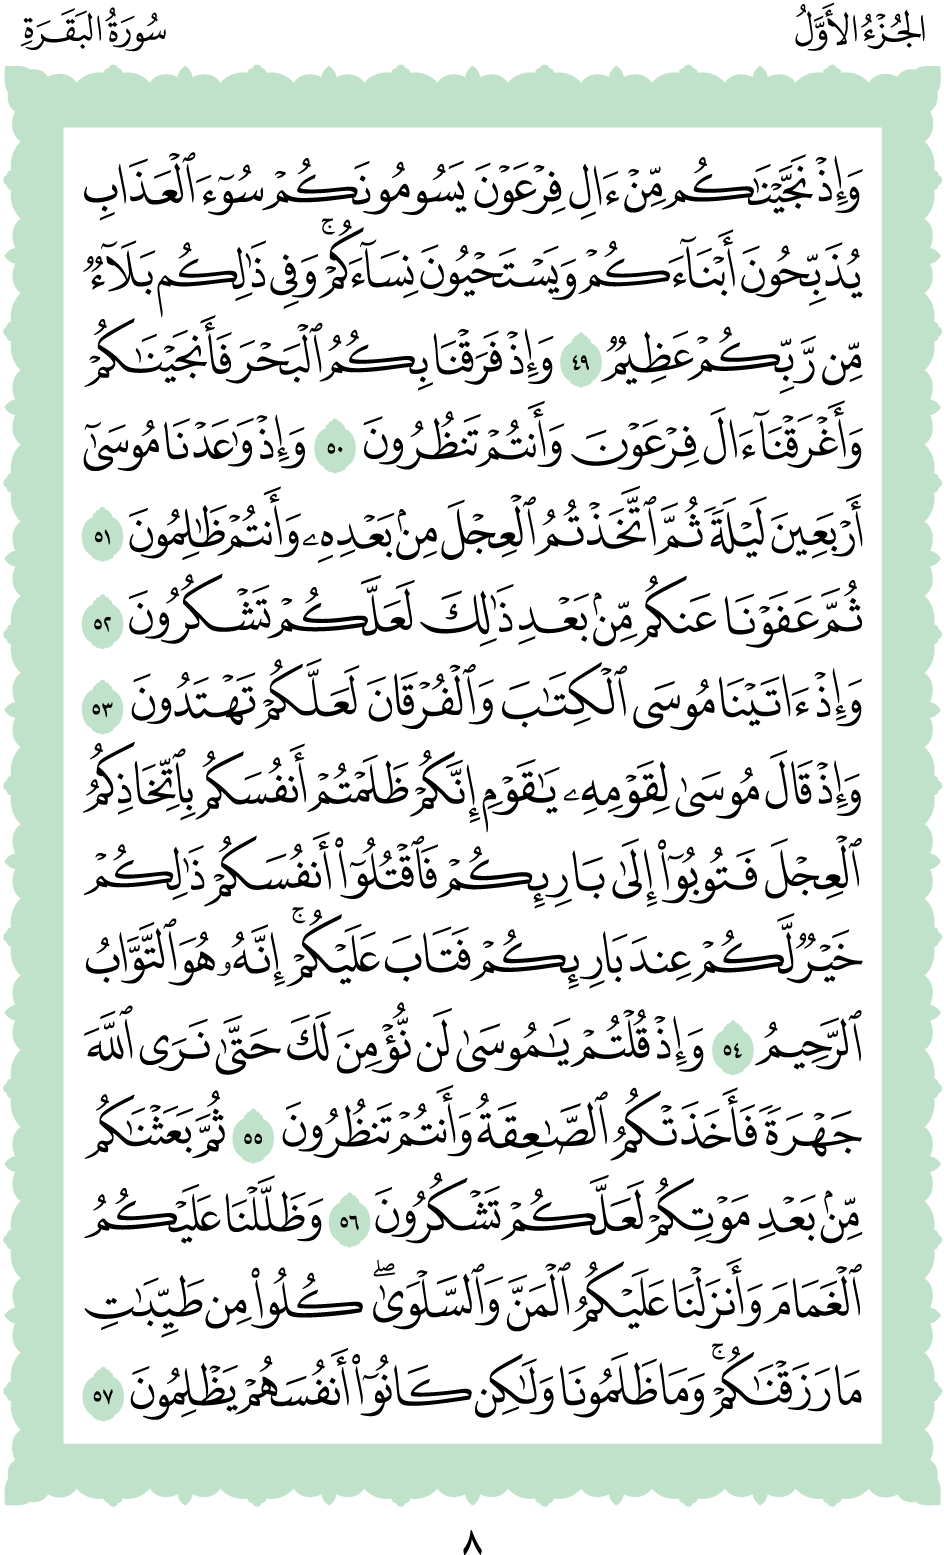 الجُزْءُ الأَوَّلُ
سُورَةُ البَقَرَةِ
وَإِذْ نَجَّيْنَٰكُم مِّنْ ءَالِ فِرْعَوْنَ يَسُومُونَكُمْ سُوٓءَ ٱلْعَذَابِ
يُذَبِّحُونَ أَبْنَآءَكُمْ وَيَسْتَحْيُونَ نِسَآءَكُمْ ۚ وَفِى ذَٰلِكُم بَلَآءٌ
مِّن رَّبِّكُمْ عَظِيمٌ ٤٩ وَإِذْ فَرَقْنَا بِكُمُ ٱلْبَحْرَ فَأَنجَيْنَٰكُمْ
وَأَغْرَقْنَآ ءَالَ فِرْعَوْنَ وَأَنتُمْ تَنظُرُونَ ٥٠ وَإِذْ وَٰعَدْنَا مُوسَىٰٓ
أَرْبَعِينَ لَيْلَةً ثُمَّ ٱتَّخَذْتُمُ ٱلْعِجْلَ مِنۢ بَعْدِهِۦ وَأَنتُمْ ظَٰلِمُونَ ٥١
ثُمَّ عَفَوْنَا عَنكُم مِّنۢ بَعْدِ ذَٰلِكَ لَعَلَّكُمْ تَشْكُرُونَ ٥٢
وَإِذْ ءَاتَيْنَا مُوسَى ٱلْكِتَٰبَ وَٱلْفُرْقَانَ لَعَلَّكُمْ تَهْتَدُونَ ٥٣
وَإِذْ قَالَ مُوسَىٰ لِقَوْمِهِۦ يَٰقَوْمِ إِنَّكُمْ ظَلَمْتُمْ أَنفُسَكُم بِٱتِّخَاذِكُمُ
ٱلْعِجْلَ فَتُوبُوٓا۟ إِلَىٰ بَارِئِكُمْ فَٱقْتُلُوٓا۟ أَنفُسَكُمْ ذَٰلِكُمْ
خَيْرٌ لَّكُمْ عِندَ بَارِئِكُمْ فَتَابَ عَلَيْكُمْ ۚ إِنَّهُۥ هُوَ ٱلتَّوَّابُ
ٱلرَّحِيمُ ٥٤ وَإِذْ قُلْتُمْ يَٰمُوسَىٰ لَن نُّؤْمِنَ لَكَ حَتَّىٰ نَرَى ٱللَّهَ
جَهْرَةً فَأَخَذَتْكُمُ ٱلصَّٰعِقَةُ وَأَنتُمْ تَنظُرُونَ ٥٥ ثُمَّ بَعَثْنَٰكُم
مِّنۢ بَعْدِ مَوْتِكُمْ لَعَلَّكُمْ تَشْكُرُونَ ٥٦ وَظَلَّلْنَا عَلَيْكُمُ
ٱلْغَمَامَ وَأَنزَلْنَا عَلَيْكُمُ ٱلْمَنَّ وَٱلسَّلْوَىٰ ۖ كُلُوا۟ مِن طَيِّبَٰتِ
مَا رَزَقْنَٰكُمْ ۚ وَمَا ظَلَمُونَا وَلَٰكِن كَانُوٓا۟ أَنفُسَهُمْ يَظْلِمُونَ ٥٧
٨